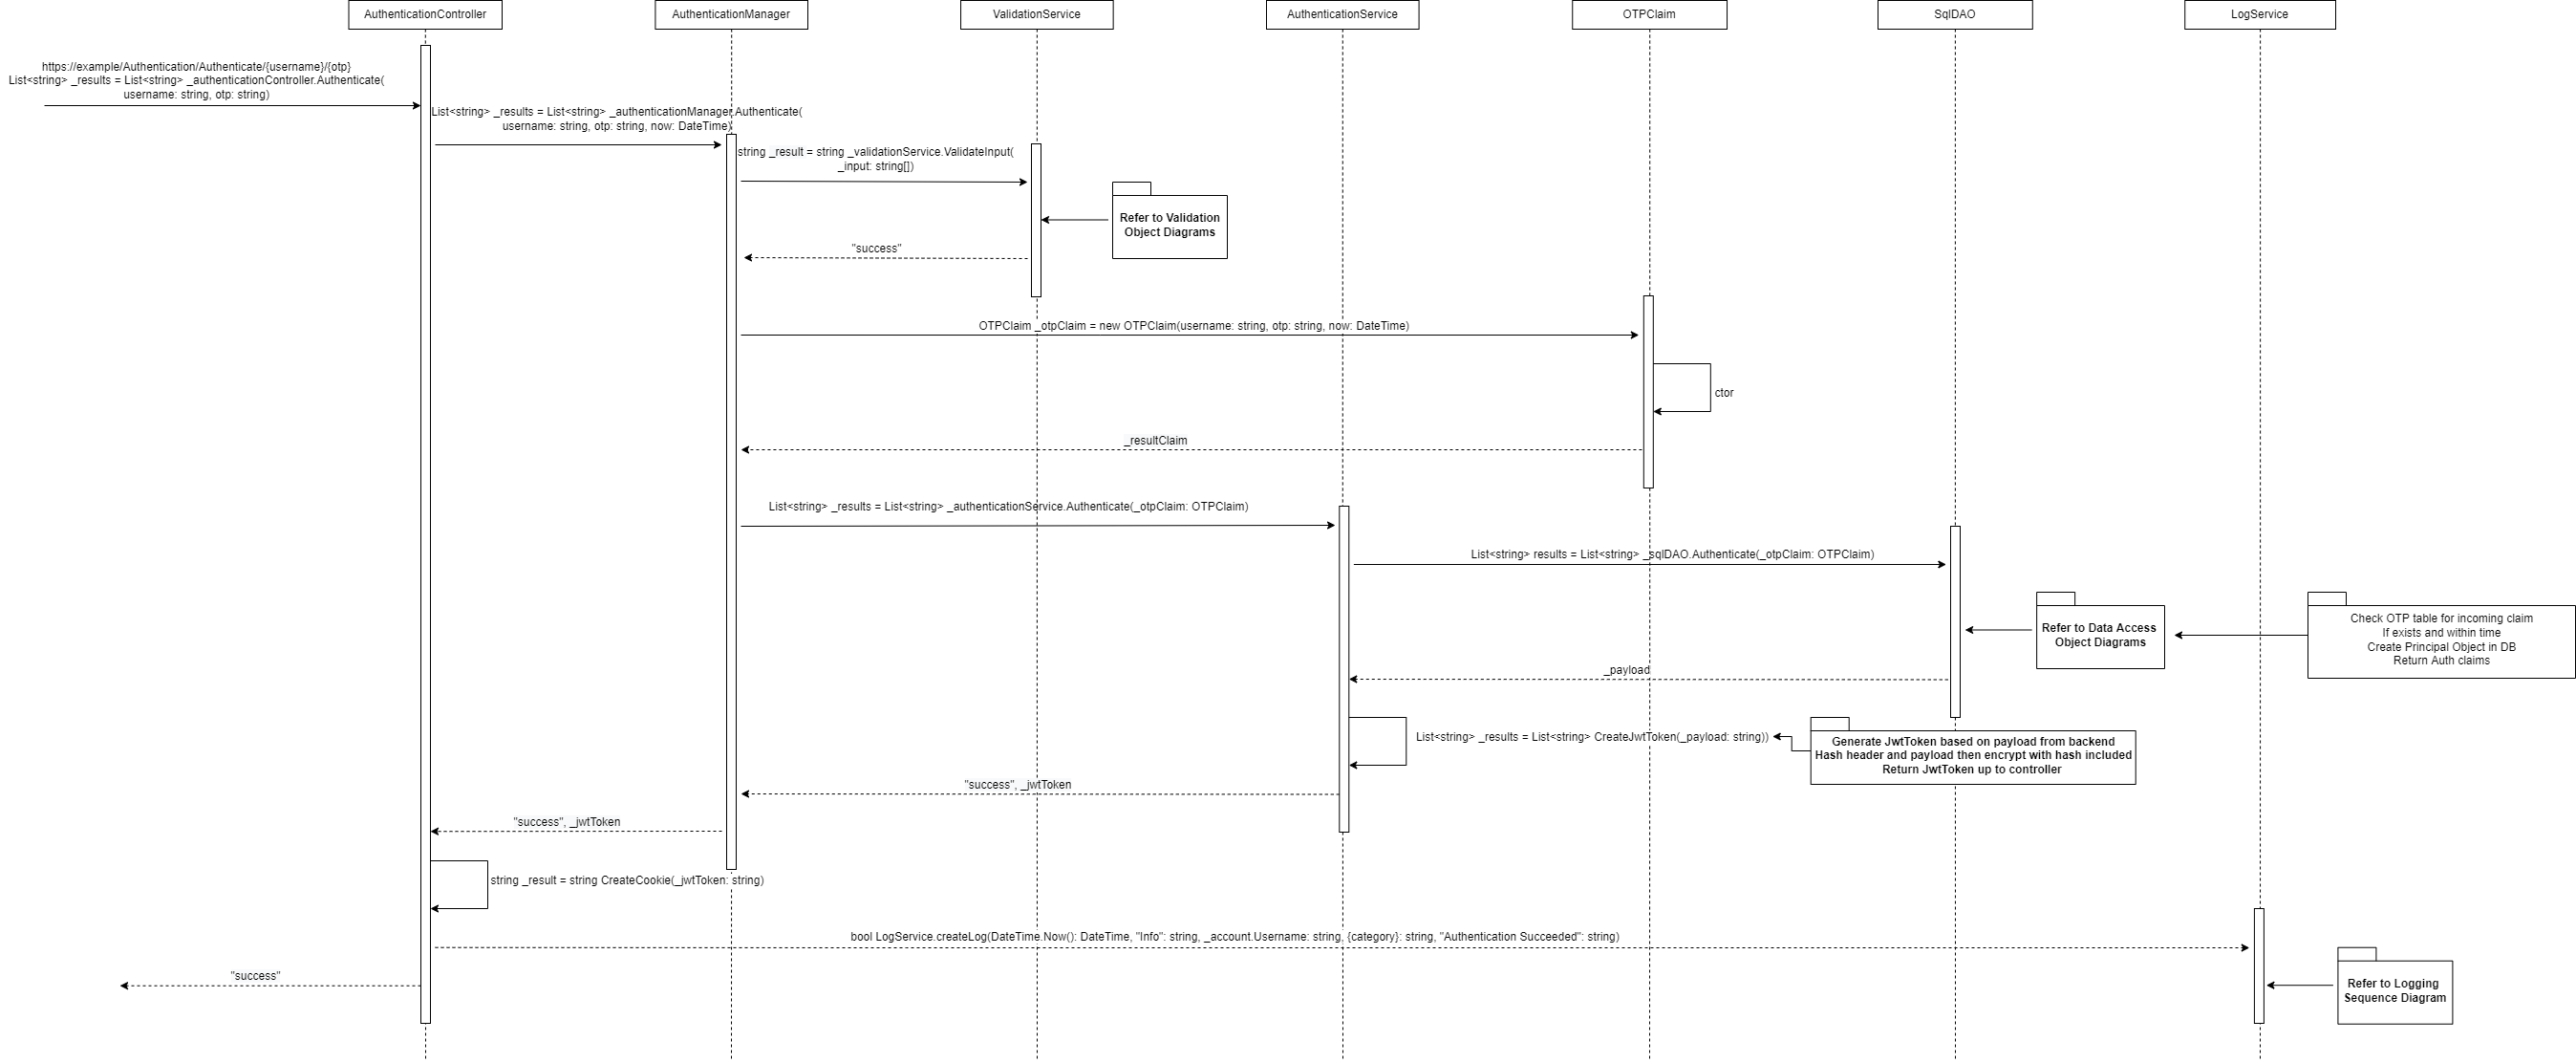 AuthenticationController
AuthenticationManager
ValidationService
AuthenticationService
OTPClaim
SqlDAO
LogService
https://example/Authentication/Authenticate/{username}/{otp}
List<string> _results = List<string> _authenticationController.Authenticate(
username: string, otp: string)
List<string> _results = List<string> _authenticationManager.Authenticate(
username: string, otp: string, now: DateTime)
string _result = string _validationService.ValidateInput(
_input: string[])
Refer to Validation
Object Diagrams
"success"
OTPClaim _otpClaim = new OTPClaim(username: string, otp: string, now: DateTime)
ctor
_resultClaim
List<string> _results = List<string> _authenticationService.Authenticate(_otpClaim: OTPClaim)
List<string> results = List<string> _sqlDAO.Authenticate(_otpClaim: OTPClaim)
Refer to Data Access
Object Diagrams
Check OTP table for incoming claim
If exists and within time
Create Principal Object in DB
Return Auth claims
_payload
List<string> _results = List<string> CreateJwtToken(_payload: string))
Generate JwtToken based on payload from backend
Hash header and payload then encrypt with hash included
Return JwtToken up to controller
"success", _jwtToken
"success", _jwtToken
string _result = string CreateCookie(_jwtToken: string)
bool LogService.createLog(DateTime.Now(): DateTime, "Info": string, _account.Username: string, {category}: string, "Authentication Succeeded": string)
"success"
Refer to Logging
Sequence Diagram